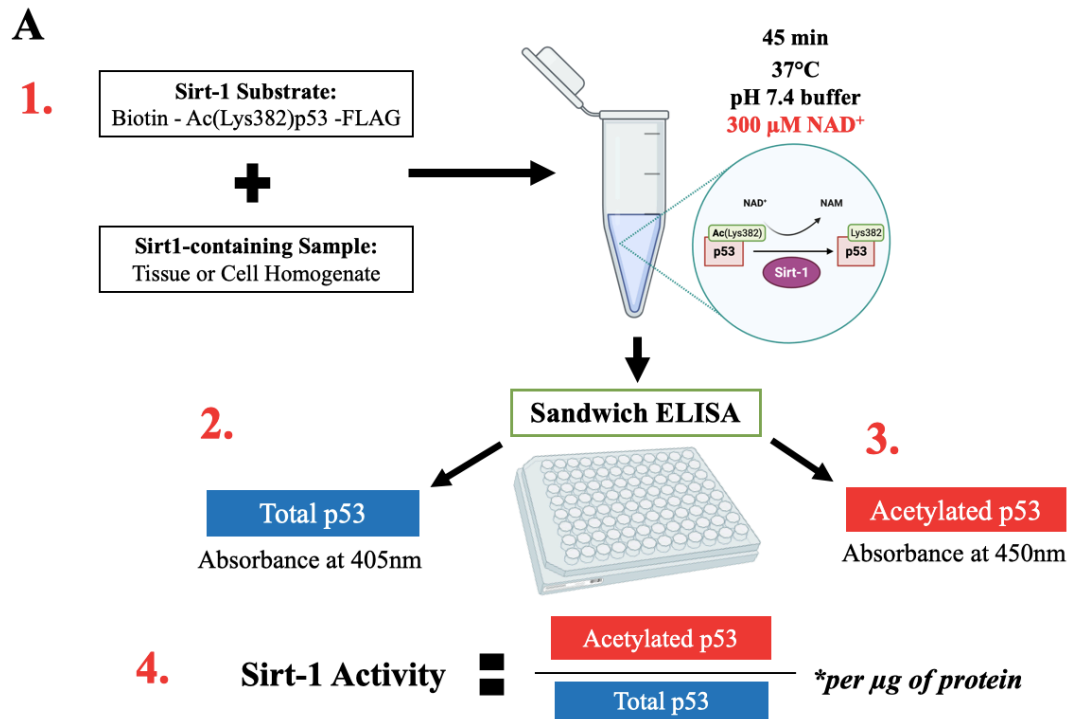 A
1.
Sirt-1 Substrate:
Biotin - Ac(Lys382)p53 -FLAG
Sirt1-containing Sample:
Tissue or Cell Homogenate
45 min
37°C
pH 7.4 buffer
300 µM NAD⁺
NAD⁺
NAM
Ac(Lys382)
p53
Sirt-1
Lys382
p53
Sandwich ELISA
2.
Total p53
Absorbance at 405nm
3.
Acetylated p53
Absorbance at 450nm
4.
Sirt-1 Activity = Acetylated p53
Total p53
*per µg of protein